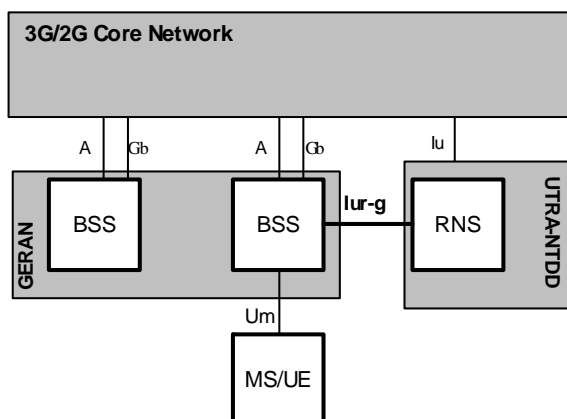 3G/2G Core Network
A Gb A Gb Iu
BSS BSS Iur-g RNS
GERAN
UTRA-NTDD
Um
MS/UE